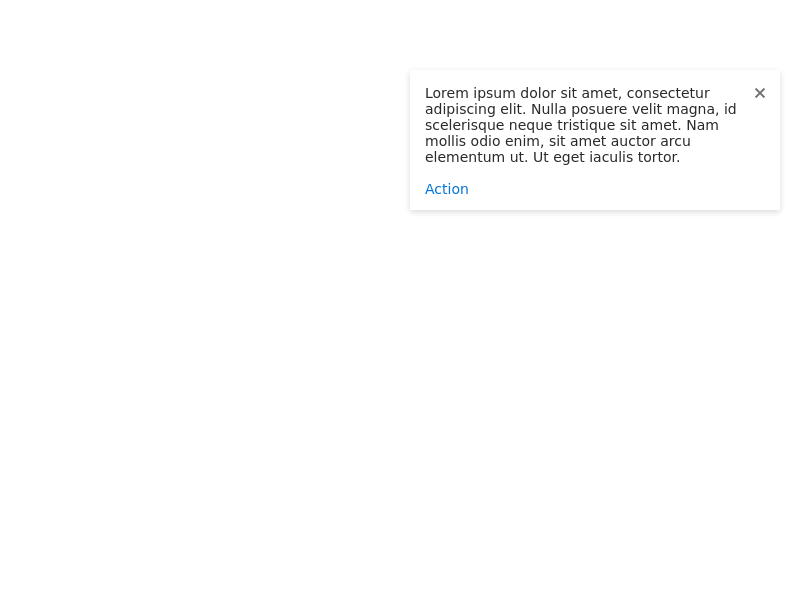 Lorem ipsum dolor sit amet, consectetur
adipiscing elit. Nulla posuere velit magna, id
scelerisque neque tristique sit amet. Nam
mollis odio enim, sit amet auctor arcu
elementum ut. Ut eget iaculis tortor.
Action